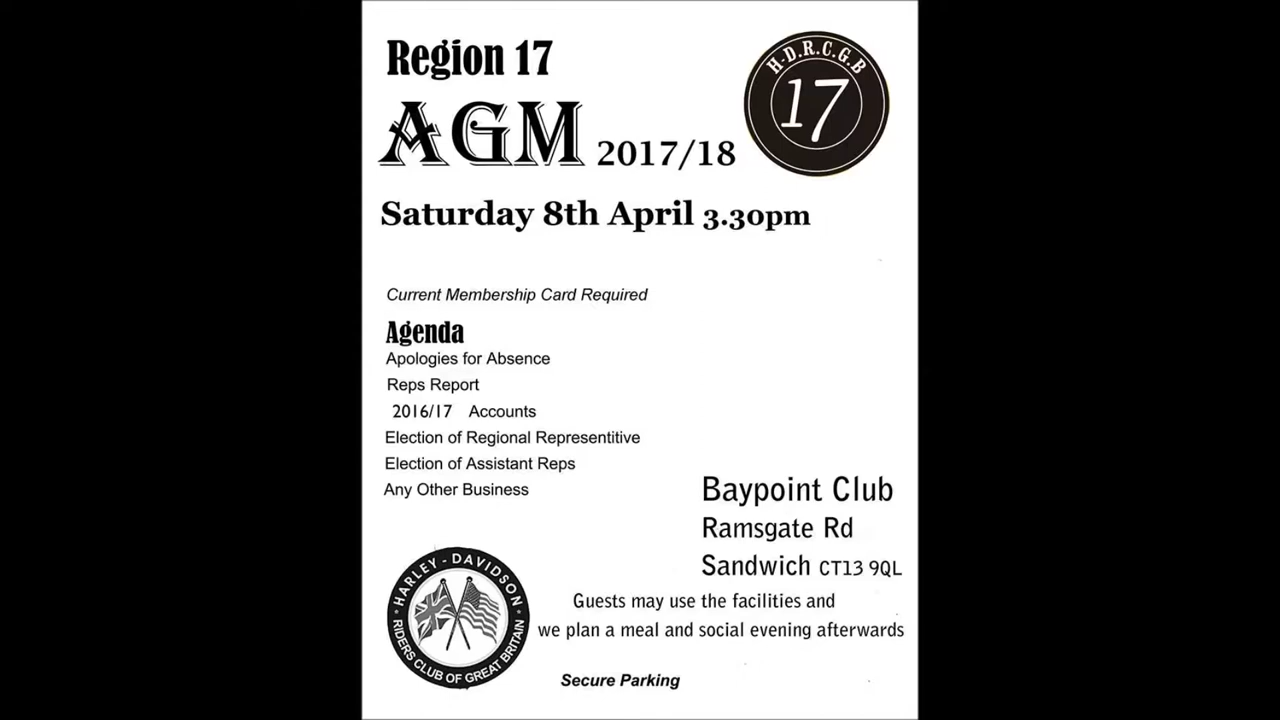 Region 17
H-D.R.C.G.B
17
AGM 2017/18
Saturday 8th April 3.30pm
Current Membership Card Required
Agenda
Apologies for Absence
Reps Report
2016/17 Accounts
Election of Regional Representitive
Election of Assistant Reps
Any Other Business
Baypoint Club
Ramsgate Rd
Sandwich CT13 9QL
Guests may use the facilities and
we plan a meal and social evening afterwards
HARLEY-DAVIDSON
RIDERS CLUB OF GREAT BRITAIN
Secure Parking